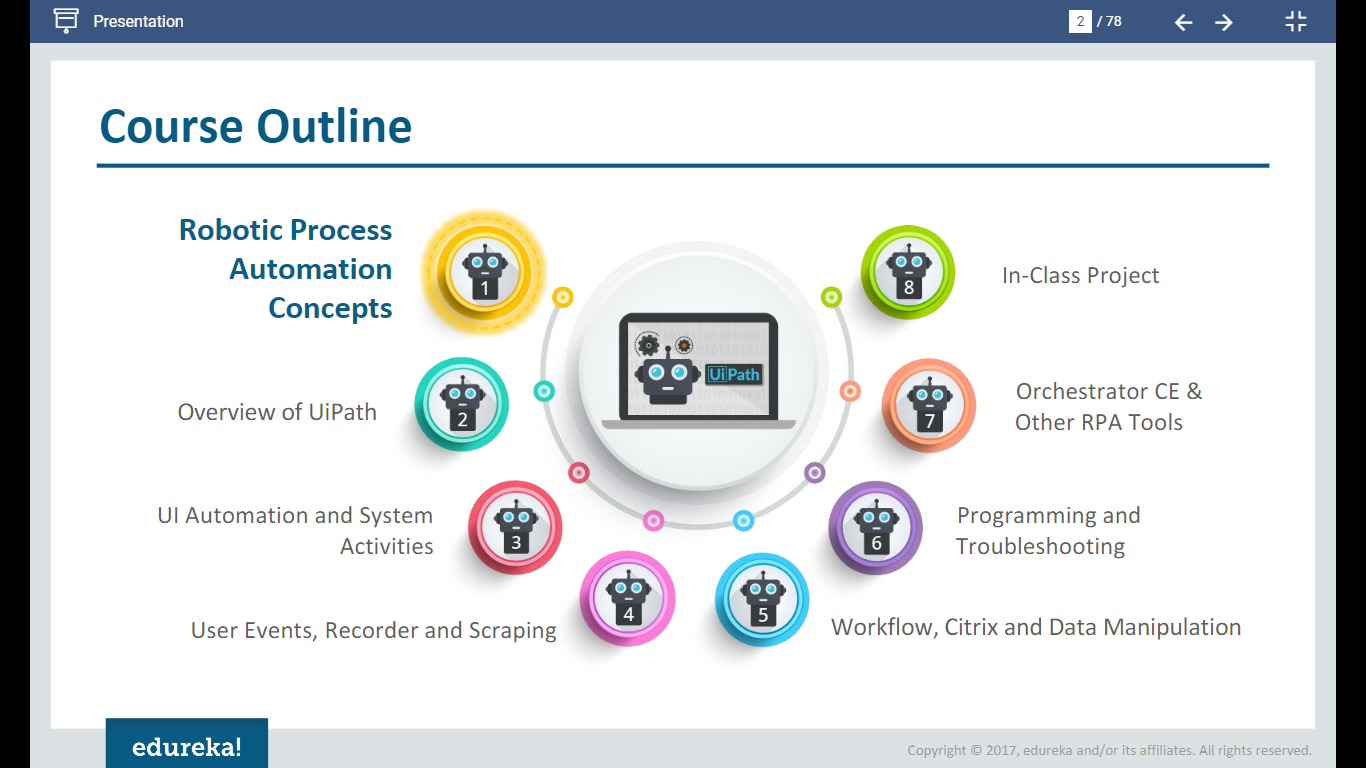 Presentation
2 / 78
Course Outline
Robotic Process
Automation
Concepts
1
Overview of UiPath
2
UI Automation and System
Activities
3
User Events, Recorder and Scraping
4
UiPath
8
In-Class Project
7
Orchestrator CE &
Other RPA Tools
6
Programming and
Troubleshooting
5
Workflow, Citrix and Data Manipulation
edureka!
Copyright © 2017, edureka and/or its affiliates. All rights reserved.